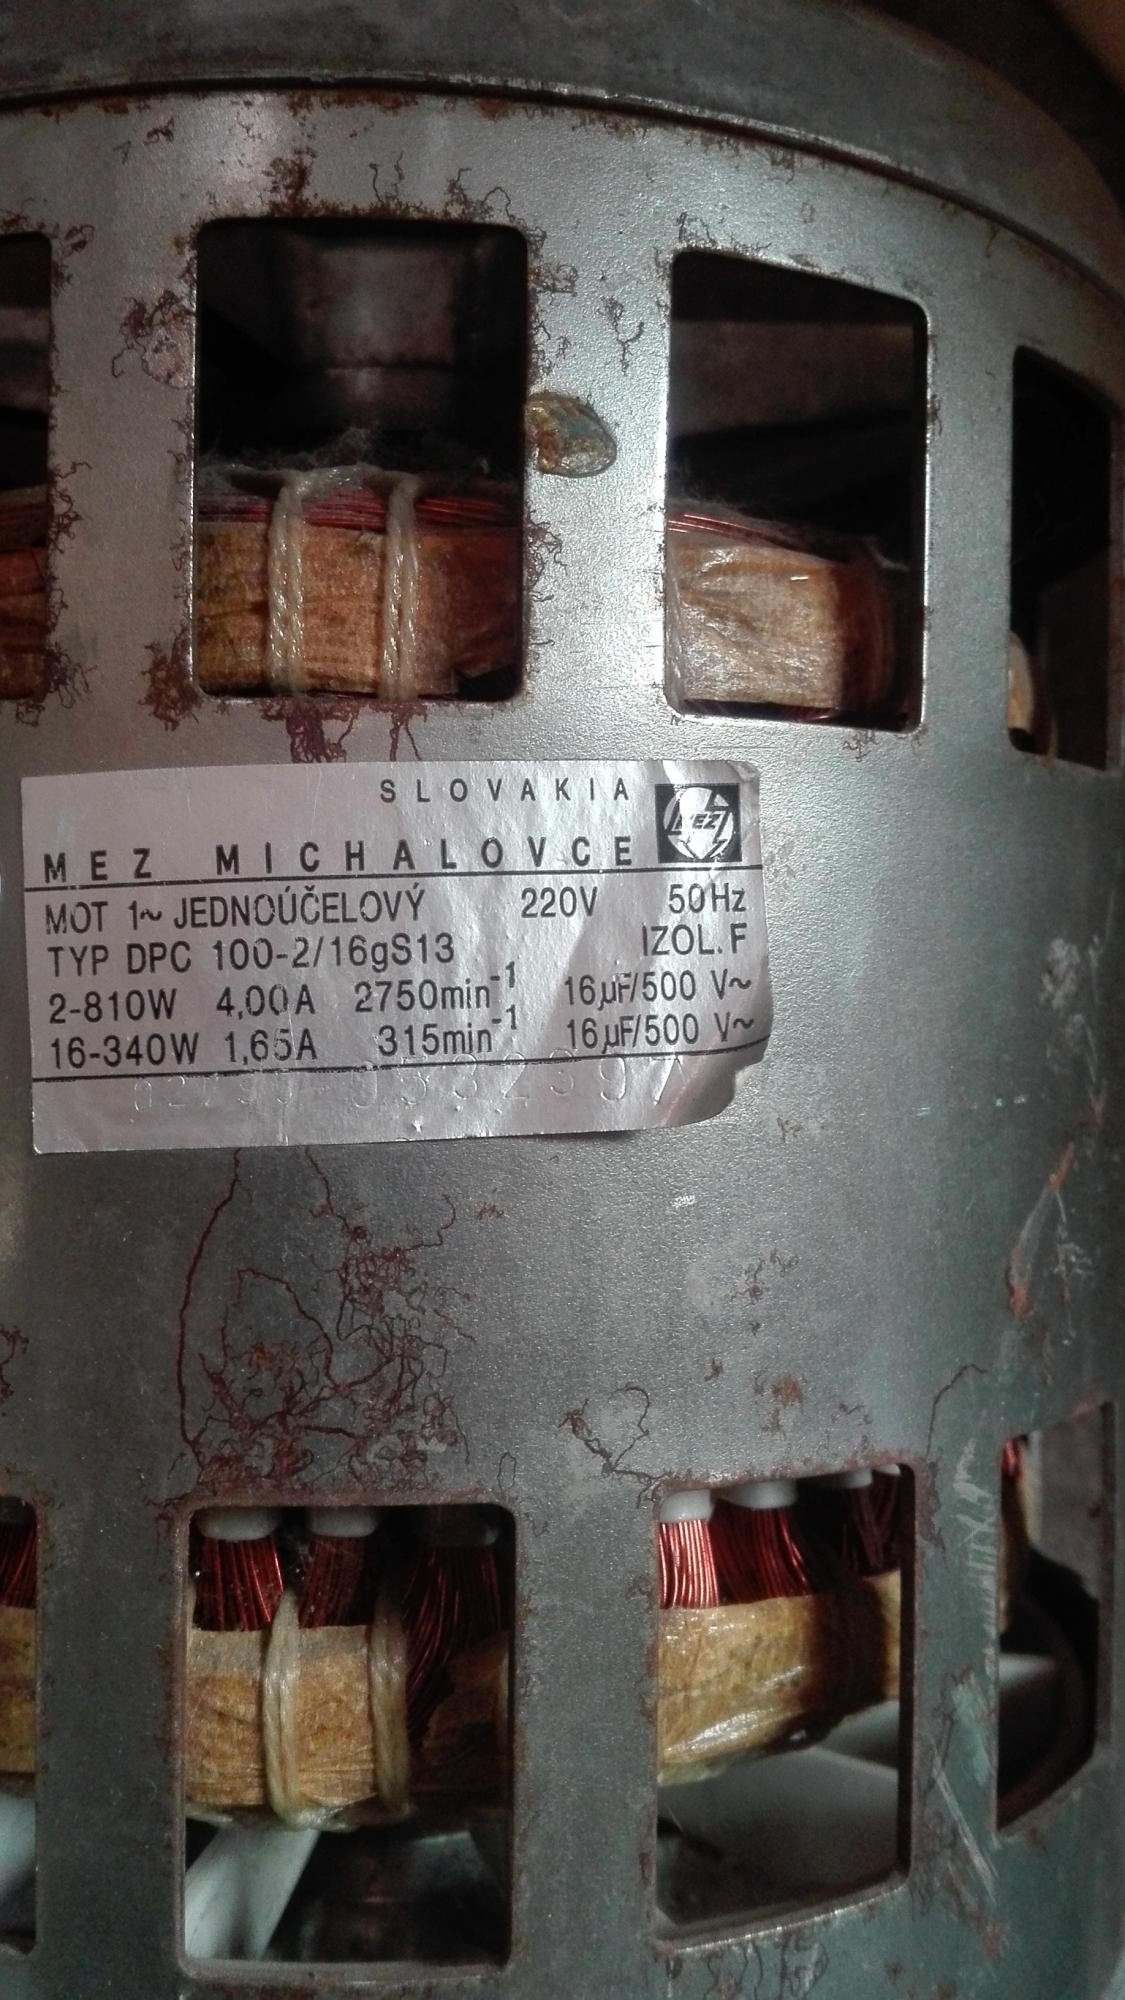 SLOVAKIA
MEZ
MEZ MICHALOVCE
MOT 1~ JEDNOÚČELOVÝ 220V 50Hz
TYP DPC 100-2/16gS13 IZOL. F
2-810W 4,00A 2750min⁻¹ 16µF/500 V~
16-340W 1,65A 315min⁻¹ 16µF/500 V~